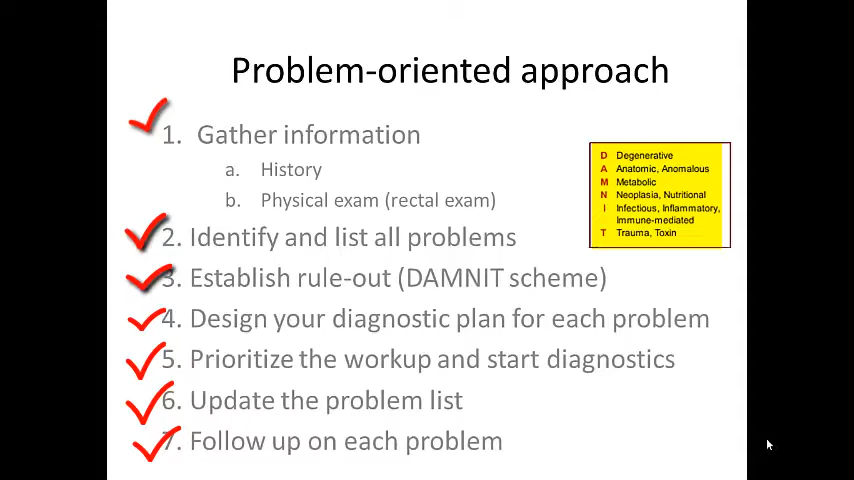 Problem-oriented approach
1. Gather information
a. History
b. Physical exam (rectal exam)
2. Identify and list all problems
3. Establish rule-out (DAMNIT scheme)
4. Design your diagnostic plan for each problem
5. Prioritize the workup and start diagnostics
6. Update the problem list
7. Follow up on each problem
D Degenerative
A Anatomic, Anomalous
M Metabolic
N Neoplasia, Nutritional
I Infectious, Inflammatory,
Immune-mediated
T Trauma, Toxin